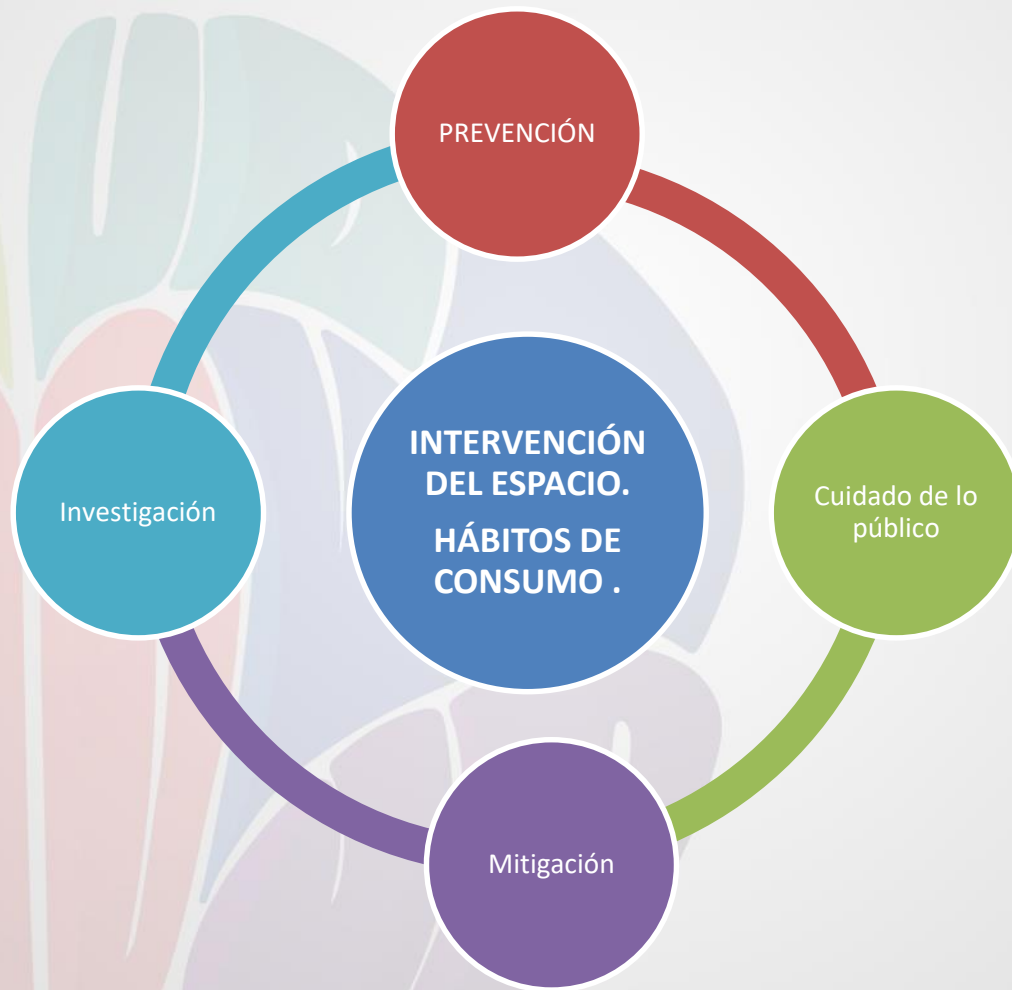 PREVENCIÓN
INTERVENCIÓN
DEL ESPACIO.
HÁBITOS DE
CONSUMO .
Investigación
Cuidado de lo
público
Mitigación